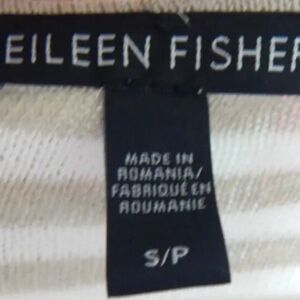 EILEEN FISHER
MADE IN
ROMANIA/
FABRIQUÉ EN
ROUMANIE
S/P